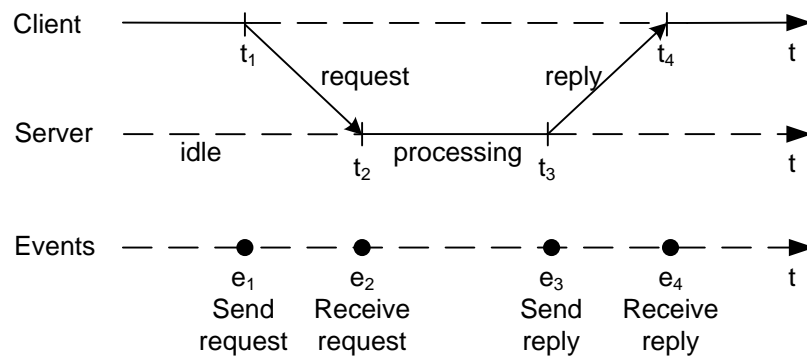 Client
t₁
t₄
t
request
reply
Server
idle
t₂
processing
t₃
t
Events
e₁
e₂
e₃
e₄
t
Send
Receive
Send
Receive
request
request
reply
reply